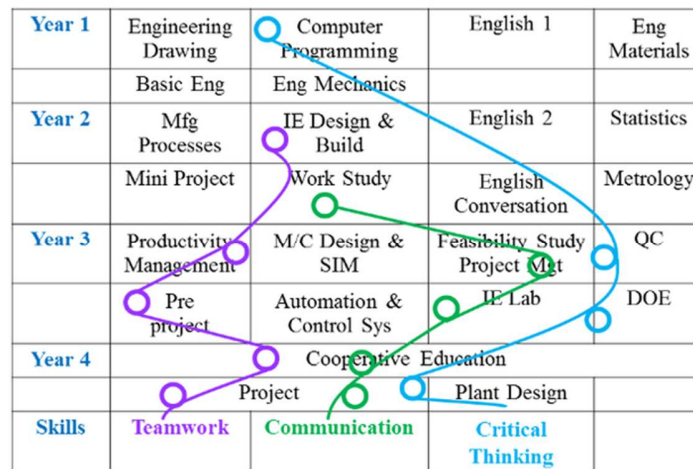 Year 1 Engineering Drawing Computer Programming English 1 Eng Materials
Basic Eng Eng Mechanics
Year 2 Mfg Processes IE Design & Build English 2 Statistics
Mini Project Work Study English Conversation Metrology
Year 3 Productivity Management M/C Design & SIM Feasibility Study Project Mgt QC
Pre project Automation & Control Sys IE Lab DOE
Year 4 Cooperative Education
Project Plant Design
Skills Teamwork Communication Critical Thinking